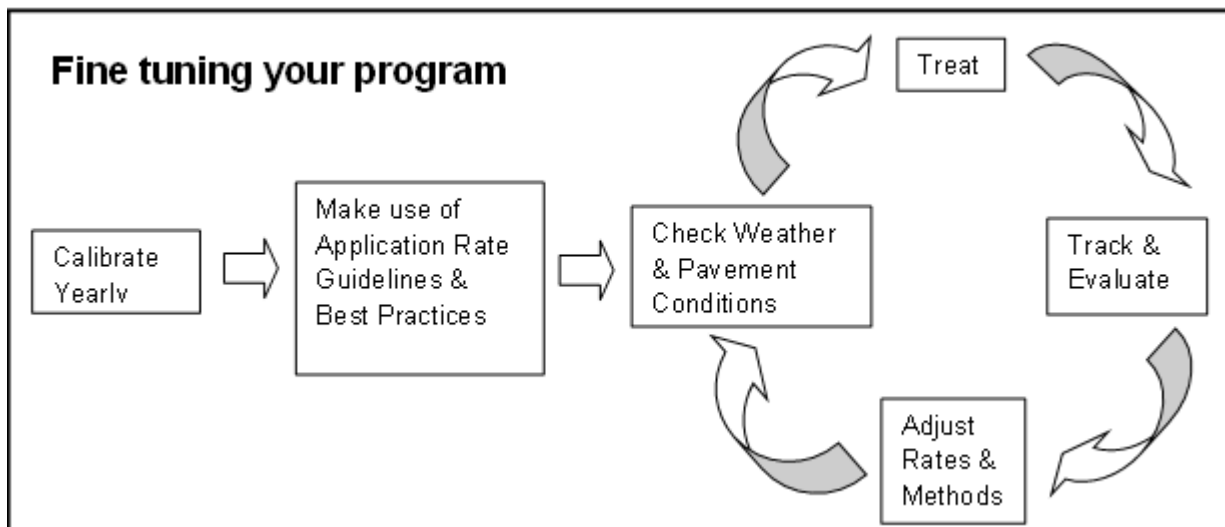 Fine tuning your program
Calibrate
Yearly
Make use of
Application Rate
Guidelines &
Best Practices
Check Weather
& Pavement
Conditions
Treat
Track &
Evaluate
Adjust
Rates &
Methods